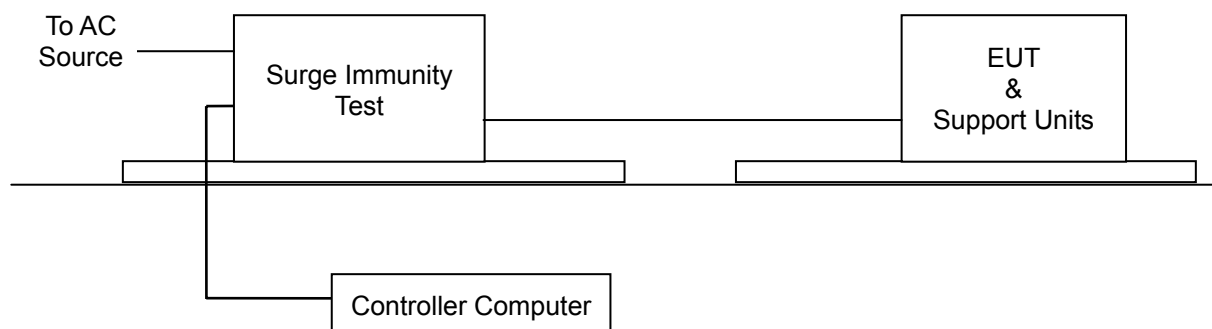 To AC
Source
Surge Immunity
Test
EUT
&
Support Units
Controller Computer